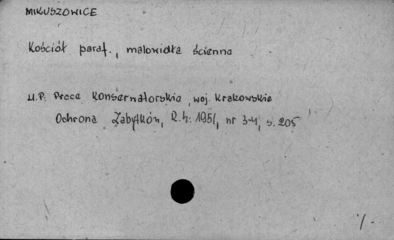 MIKUSZOWICE
Kościół paraf., malowidła ścienne
U.P. Prace Konserwatorskie, woj. Krakowskie
Ochrona Zabytków, R.4: 1951, nr 3-4, s. 205